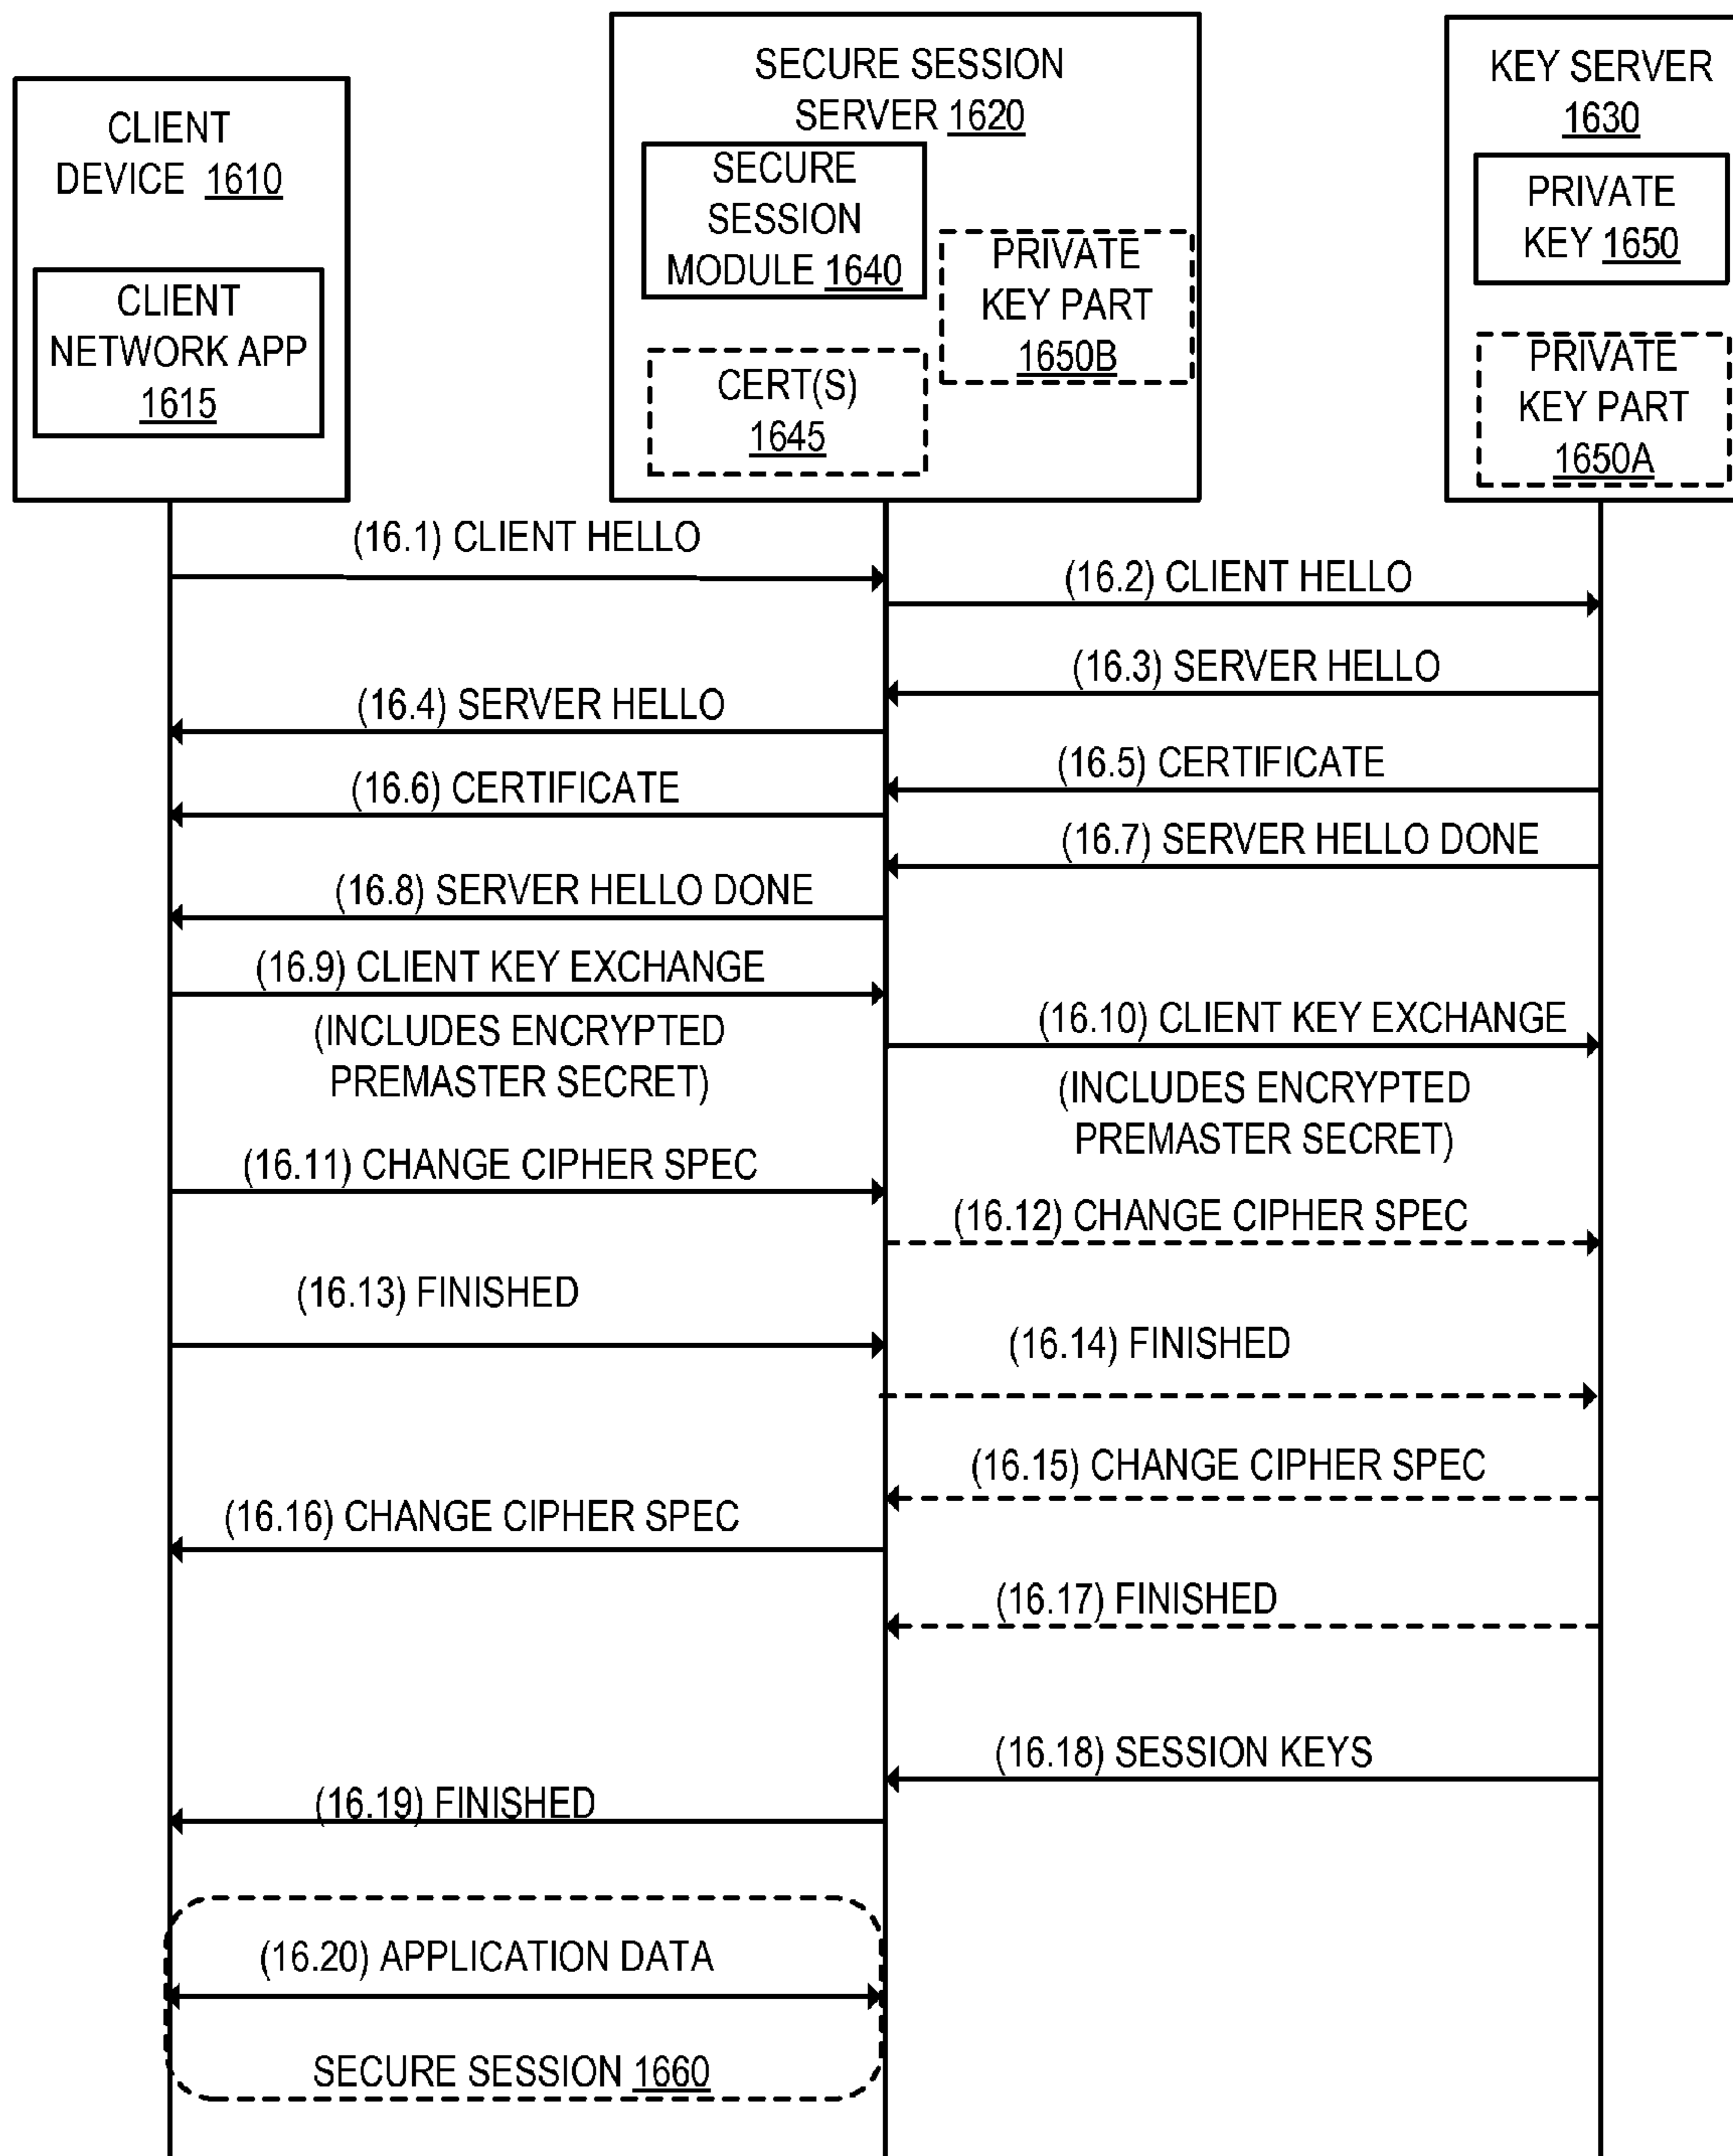 CLIENT
DEVICE 1610
CLIENT
NETWORK APP
1615
SECURE SESSION
SERVER 1620
SECURE
SESSION
MODULE 1640
PRIVATE
KEY PART
1650B
CERT(S)
1645
KEY SERVER
1630
PRIVATE
KEY 1650
PRIVATE
KEY PART
1650A
(16.1) CLIENT HELLO
(16.2) CLIENT HELLO
(16.3) SERVER HELLO
(16.4) SERVER HELLO
(16.5) CERTIFICATE
(16.6) CERTIFICATE
(16.7) SERVER HELLO DONE
(16.8) SERVER HELLO DONE
(16.9) CLIENT KEY EXCHANGE
(INCLUDES ENCRYPTED
PREMASTER SECRET)
(16.10) CLIENT KEY EXCHANGE
(INCLUDES ENCRYPTED
PREMASTER SECRET)
(16.11) CHANGE CIPHER SPEC
(16.12) CHANGE CIPHER SPEC
(16.13) FINISHED
(16.14) FINISHED
(16.15) CHANGE CIPHER SPEC
(16.16) CHANGE CIPHER SPEC
(16.17) FINISHED
(16.18) SESSION KEYS
(16.19) FINISHED
(16.20) APPLICATION DATA
SECURE SESSION 1660